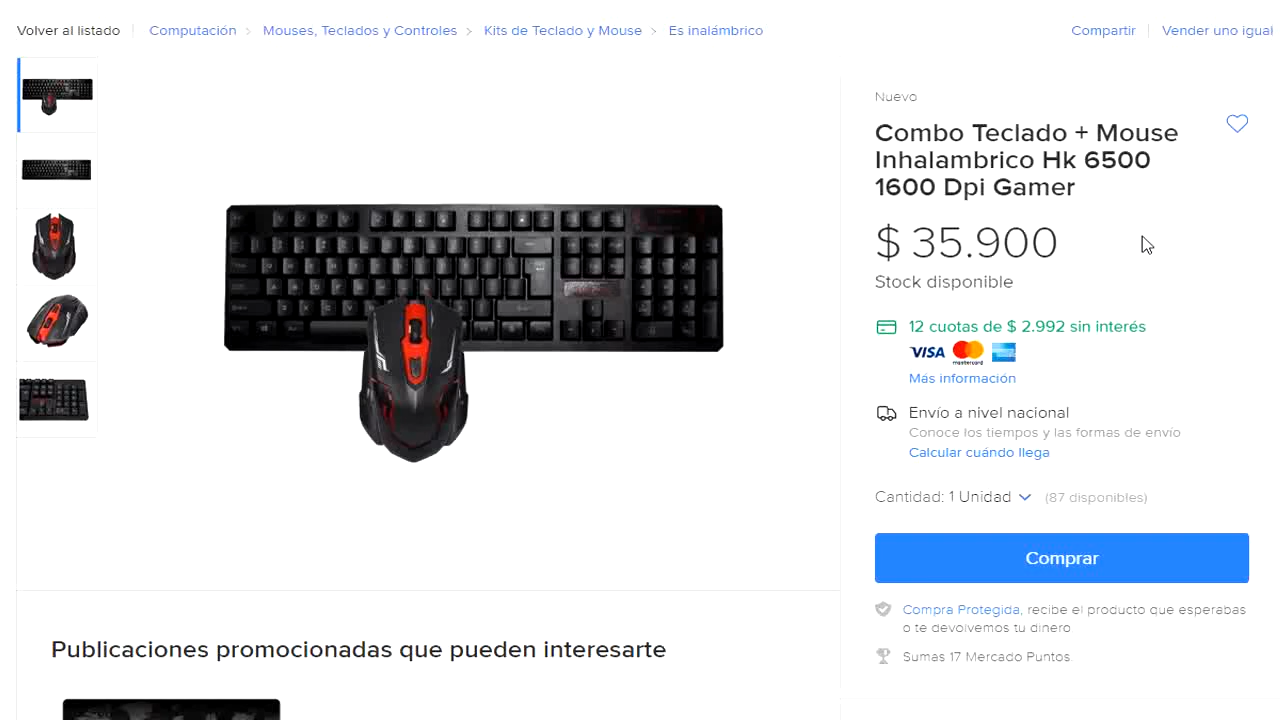 Volver al listado Computación > Mouses, Teclados y Controles > Kits de Teclado y Mouse > Es inalámbrico Compartir Vender uno igual
Nuevo
Combo Teclado + Mouse
Inhalambrico Hk 6500
1600 Dpi Gamer
$ 35.900
Stock disponible
12 cuotas de $ 2.992 sin interés
VISA mastercard
Más información
Envío a nivel nacional
Conoce los tiempos y las formas de envío
Calcular cuándo llega
Cantidad: 1 Unidad (87 disponibles)
Comprar
Compra Protegida, recibe el producto que esperabas
o te devolvemos tu dinero
Sumas 17 Mercado Puntos.
Publicaciones promocionadas que pueden interesarte